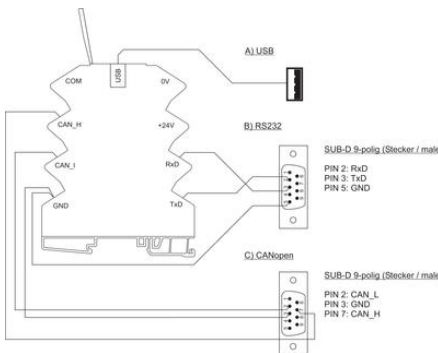 A) USB
COM
USB
0V
CAN_H
+24V
B) RS232
CAN_I
RxD
SUB-D 9-polig (Stecker / male
PIN 2: RxD
PIN 3: TxD
PIN 5: GND
GND
TxD
C) CANopen
SUB-D 9-polig (Stecker / male
PIN 2: CAN_L
PIN 3: GND
PIN 7: CAN_H